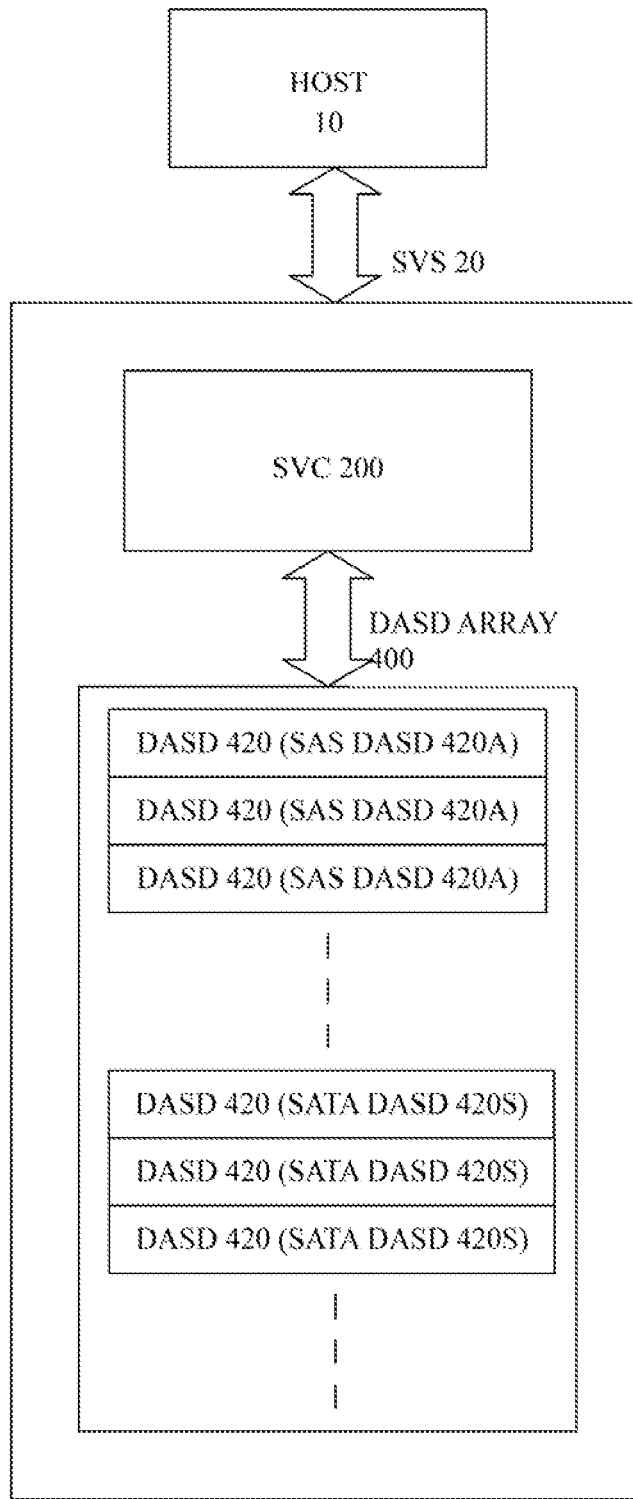 HOST
10
SVS 20
SVC 200
DASD ARRAY
400
DASD 420 (SAS DASD 420A)
DASD 420 (SAS DASD 420A)
DASD 420 (SAS DASD 420A)
DASD 420 (SATA DASD 420S)
DASD 420 (SATA DASD 420S)
DASD 420 (SATA DASD 420S)